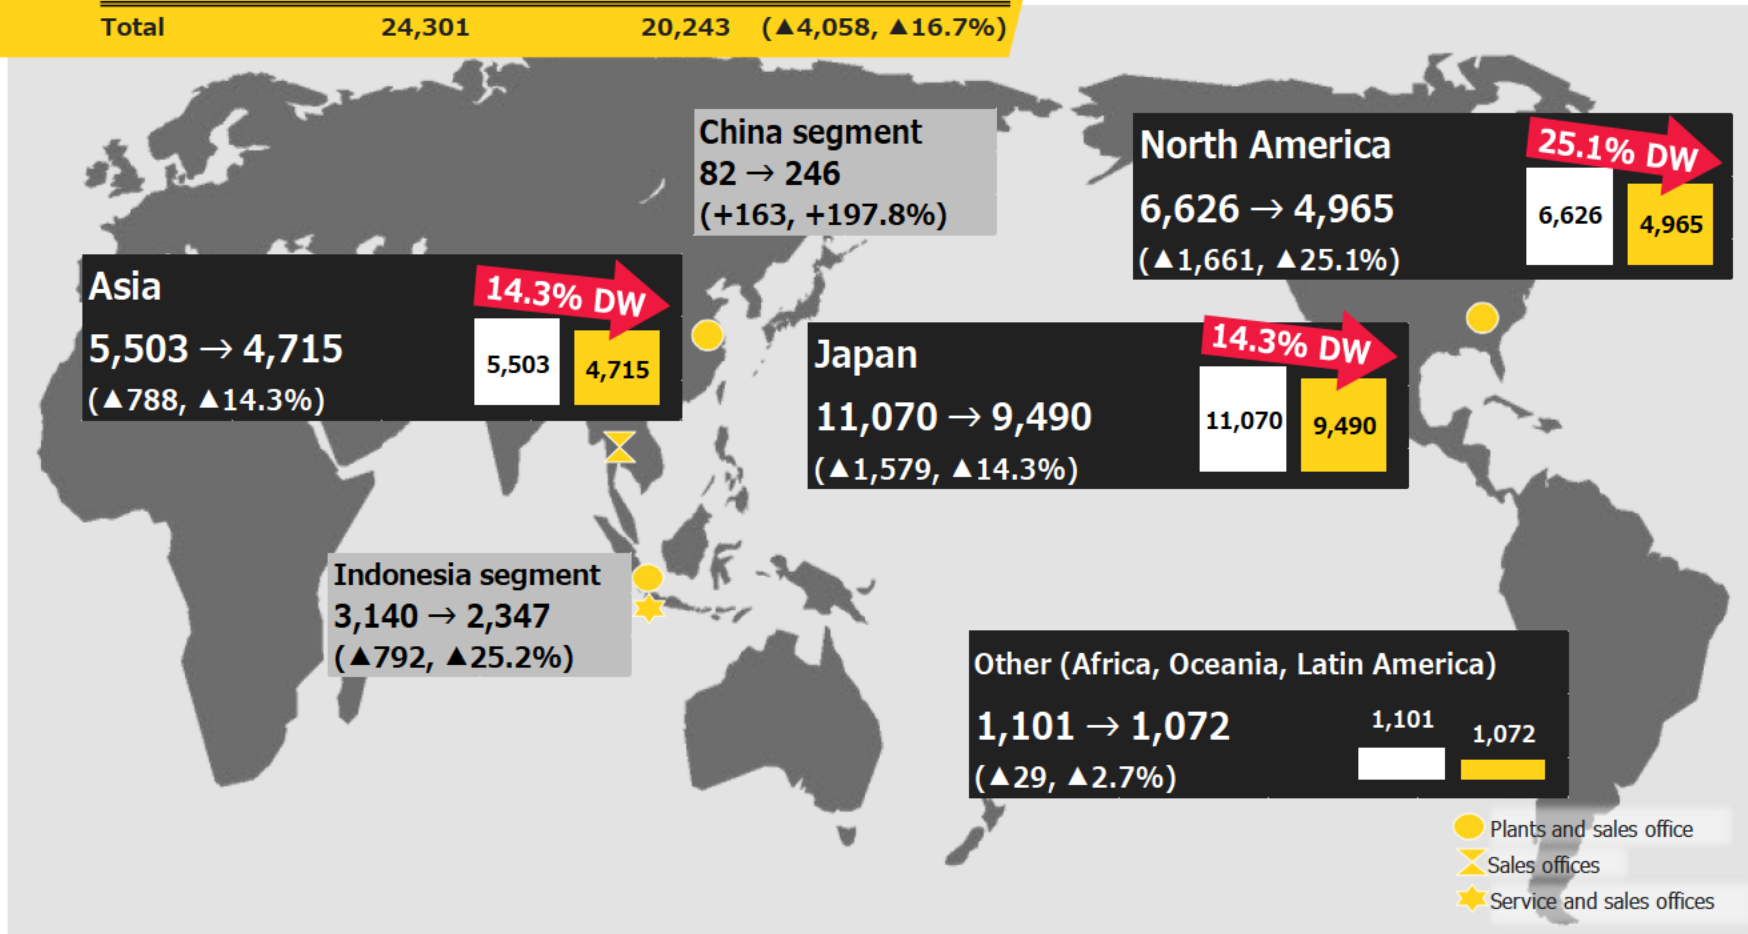 Total 24,301 20,243 (▲4,058, ▲16.7%)
China segment
82 → 246
(+163, +197.8%)
North America
6,626 → 4,965
(▲1,661, ▲25.1%)
25.1% DW
6,626
4,965
Asia
5,503 → 4,715
(▲788, ▲14.3%)
14.3% DW
5,503
4,715
Japan
11,070 → 9,490
(▲1,579, ▲14.3%)
14.3% DW
11,070
9,490
Indonesia segment
3,140 → 2,347
(▲792, ▲25.2%)
Other (Africa, Oceania, Latin America)
1,101 → 1,072
(▲29, ▲2.7%)
1,101
1,072
Plants and sales office
Sales offices
Service and sales offices